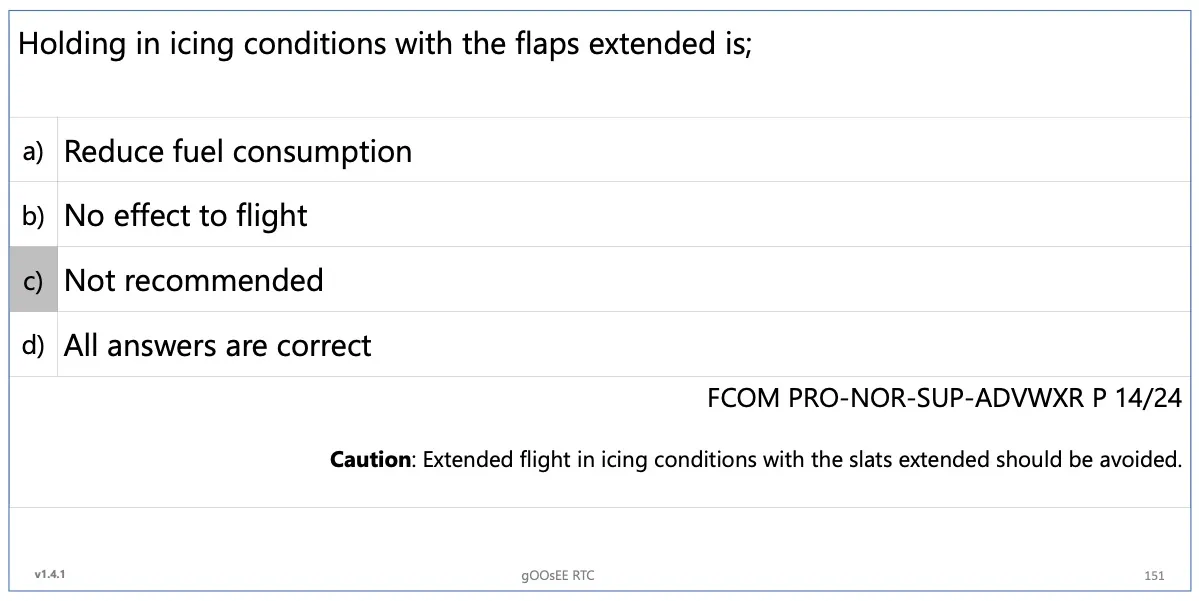 Holding in icing conditions with the flaps extended is;
a) Reduce fuel consumption
b) No effect to flight
c) Not recommended
d) All answers are correct
FCOM PRO-NOR-SUP-ADVWXR P 14/24
Caution: Extended flight in icing conditions with the slats extended should be avoided.
v1.4.1 gOOsEE RTC 151